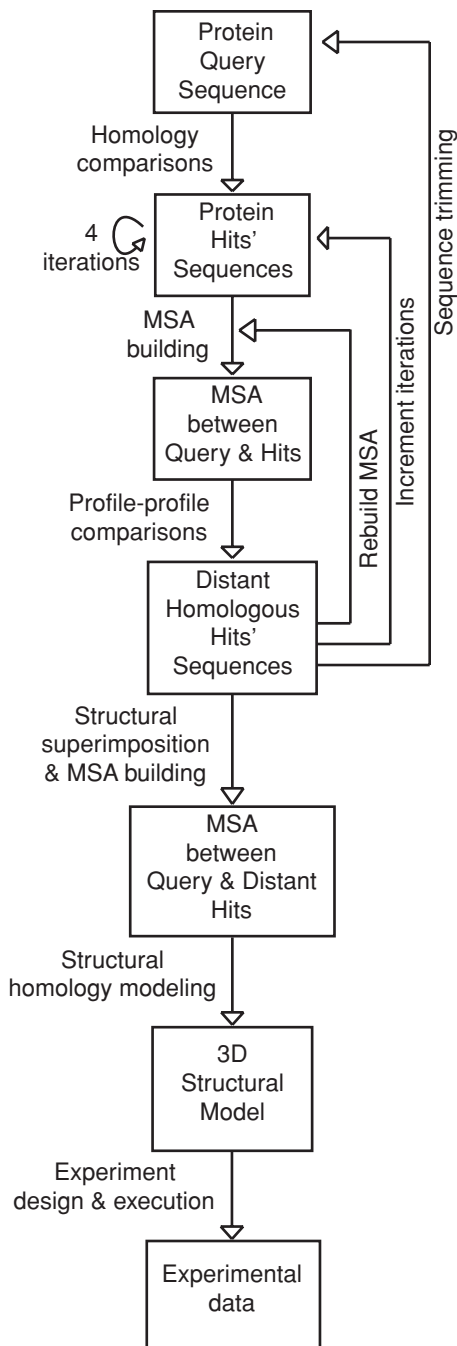 Protein
Query
Sequence
Homology
comparisons
Protein
Hits'
Sequences
4
iterations
MSA
building
MSA
between
Query & Hits
Profile-profile
comparisons
Distant
Homologous
Hits'
Sequences
Rebuild MSA
Increment iterations
Sequence trimming
Structural
superimposition
& MSA building
MSA
between
Query & Distant
Hits
Structural
homology modeling
3D
Structural
Model
Experiment
design & execution
Experimental
data